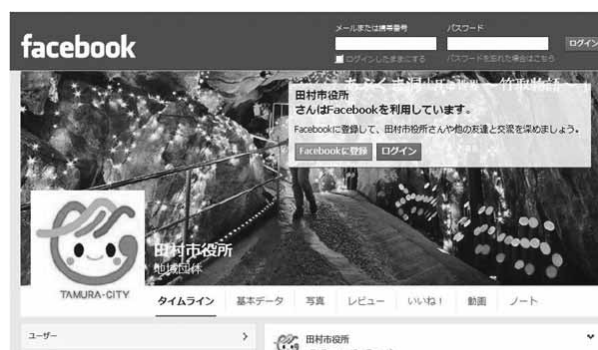 facebook
メールまたは携帯番号
パスワード
ログイン
ログインしたままにする
パスワードを忘れた場合はこちら
田村市役所
さんはFacebookを利用しています。
Facebookに登録して、田村市役所さんや他の友達と交流を深めましょう。
Facebookに登録 ログイン
田村市役所
地域団体
TAMURA-CITY
タイムライン 基本データ 写真 レビュー いいね! 動画 ノート
ユーザー
田村市役所